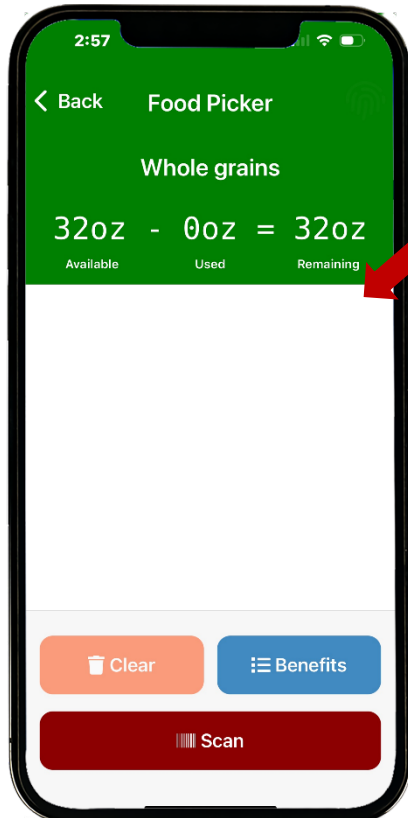 2:57
Back Food Picker
Whole grains
32oz - 0oz = 32oz
Available Used Remaining
Clear Benefits
Scan